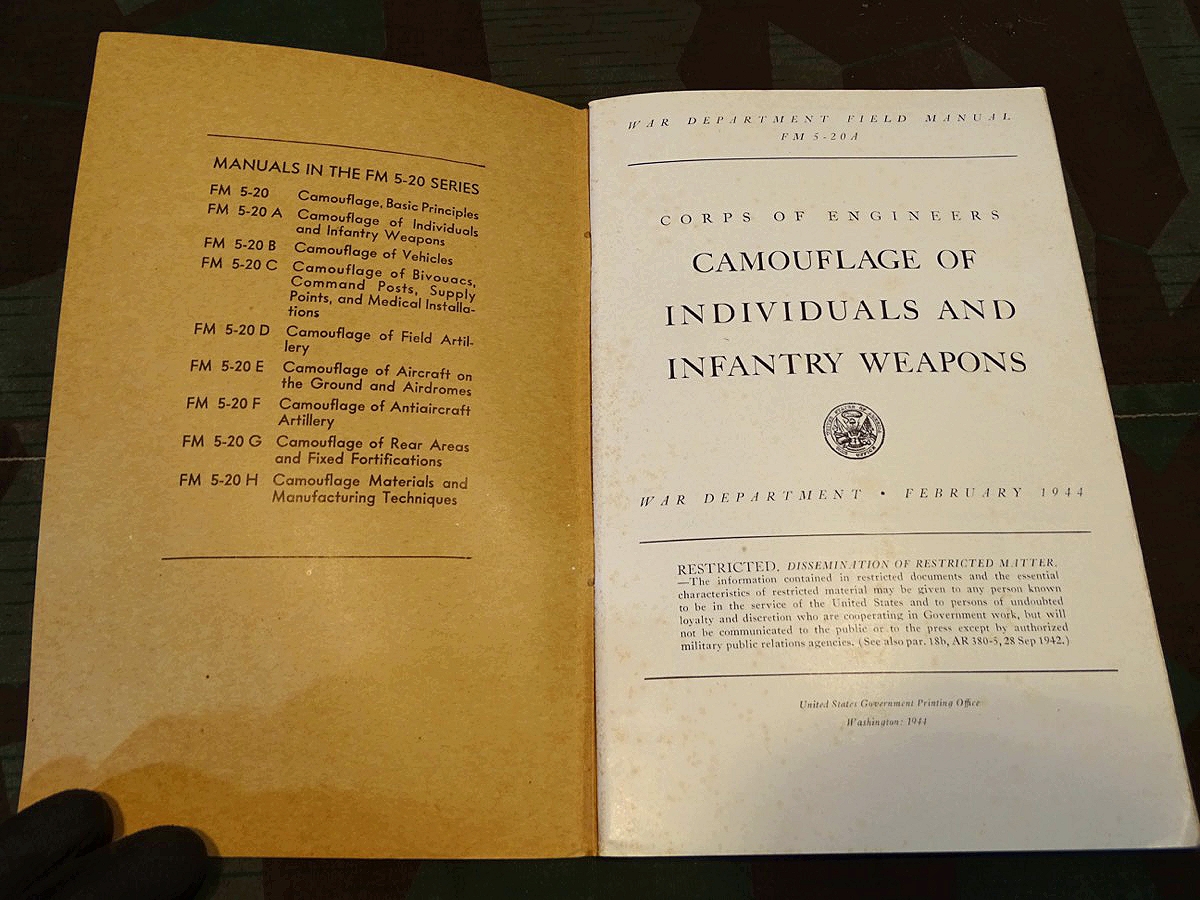 MANUALS IN THE FM 5-20 SERIES
FM 5-20 Camouflage, Basic Principles
FM 5-20 A Camouflage of Individuals
and Infantry Weapons
FM 5-20 B Camouflage of Vehicles
FM 5-20 C Camouflage of Bivouacs,
Command Posts, Supply
Points, and Medical Installa-
tions
FM 5-20 D Camouflage of Field Artil-
lery
FM 5-20 E Camouflage of Aircraft on
the Ground and Airdromes
FM 5-20 F Camouflage of Antiaircraft
Artillery
FM 5-20 G Camouflage of Rear Areas
and Fixed Fortifications
FM 5-20 H Camouflage Materials and
Manufacturing Techniques
WAR DEPARTMENT FIELD MANUAL
FM 5-20A
CORPS OF ENGINEERS
CAMOUFLAGE OF
INDIVIDUALS AND
INFANTRY WEAPONS
WAR DEPARTMENT • FEBRUARY 1944
RESTRICTED. DISSEMINATION OF RESTRICTED MATTER.
—The information contained in restricted documents and the essential
characteristics of restricted material may be given to any person known
to be in the service of the United States and to persons of undoubted
loyalty and discretion who are cooperating in Government work, but will
not be communicated to the public or to the press except by authorized
military public relations agencies. (See also par. 18b, AR 380-5, 28 Sep 1942.)
United States Government Printing Office
Washington: 1944